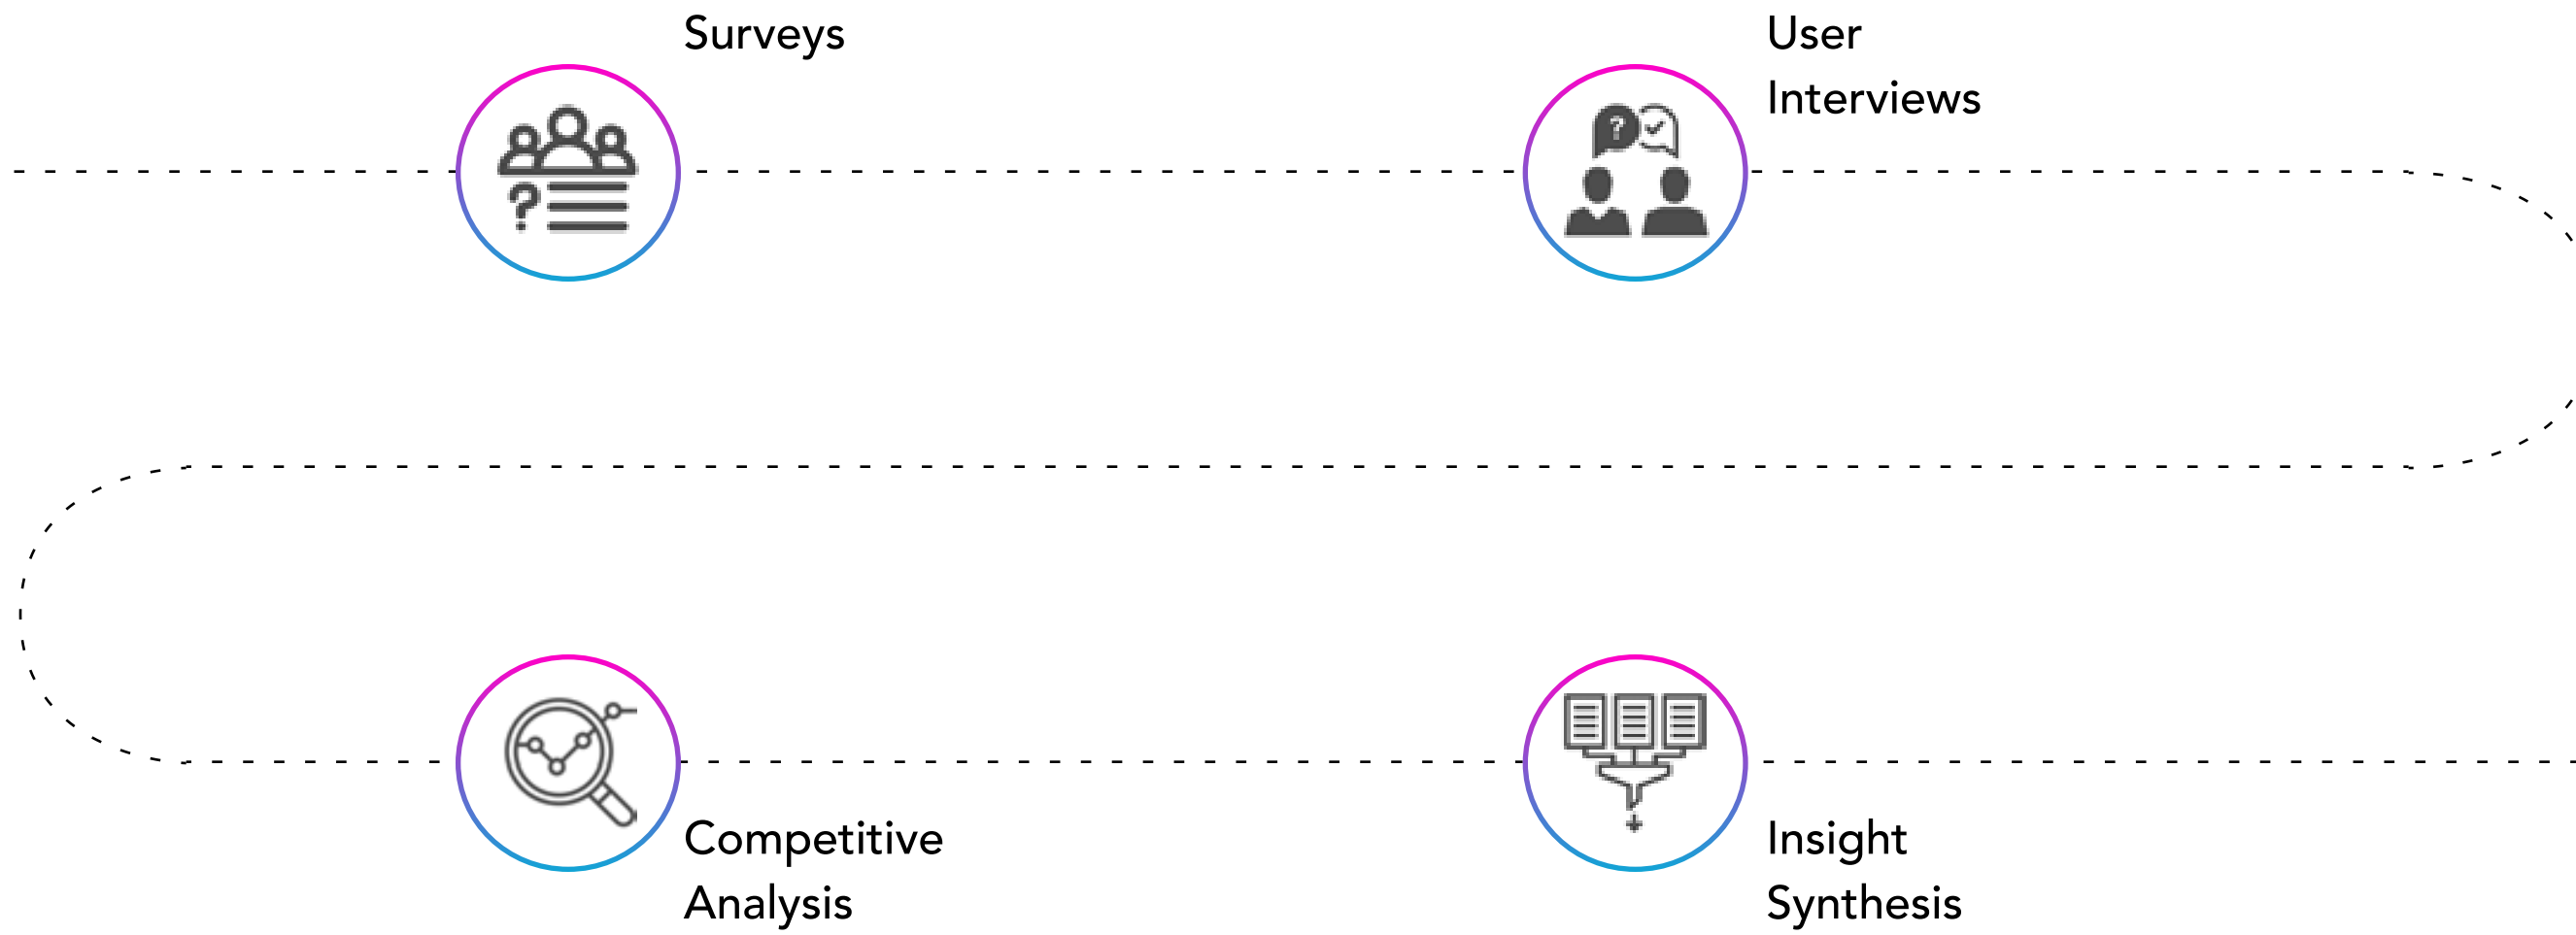 Surveys
User
Interviews
Competitive
Analysis
Insight
Synthesis